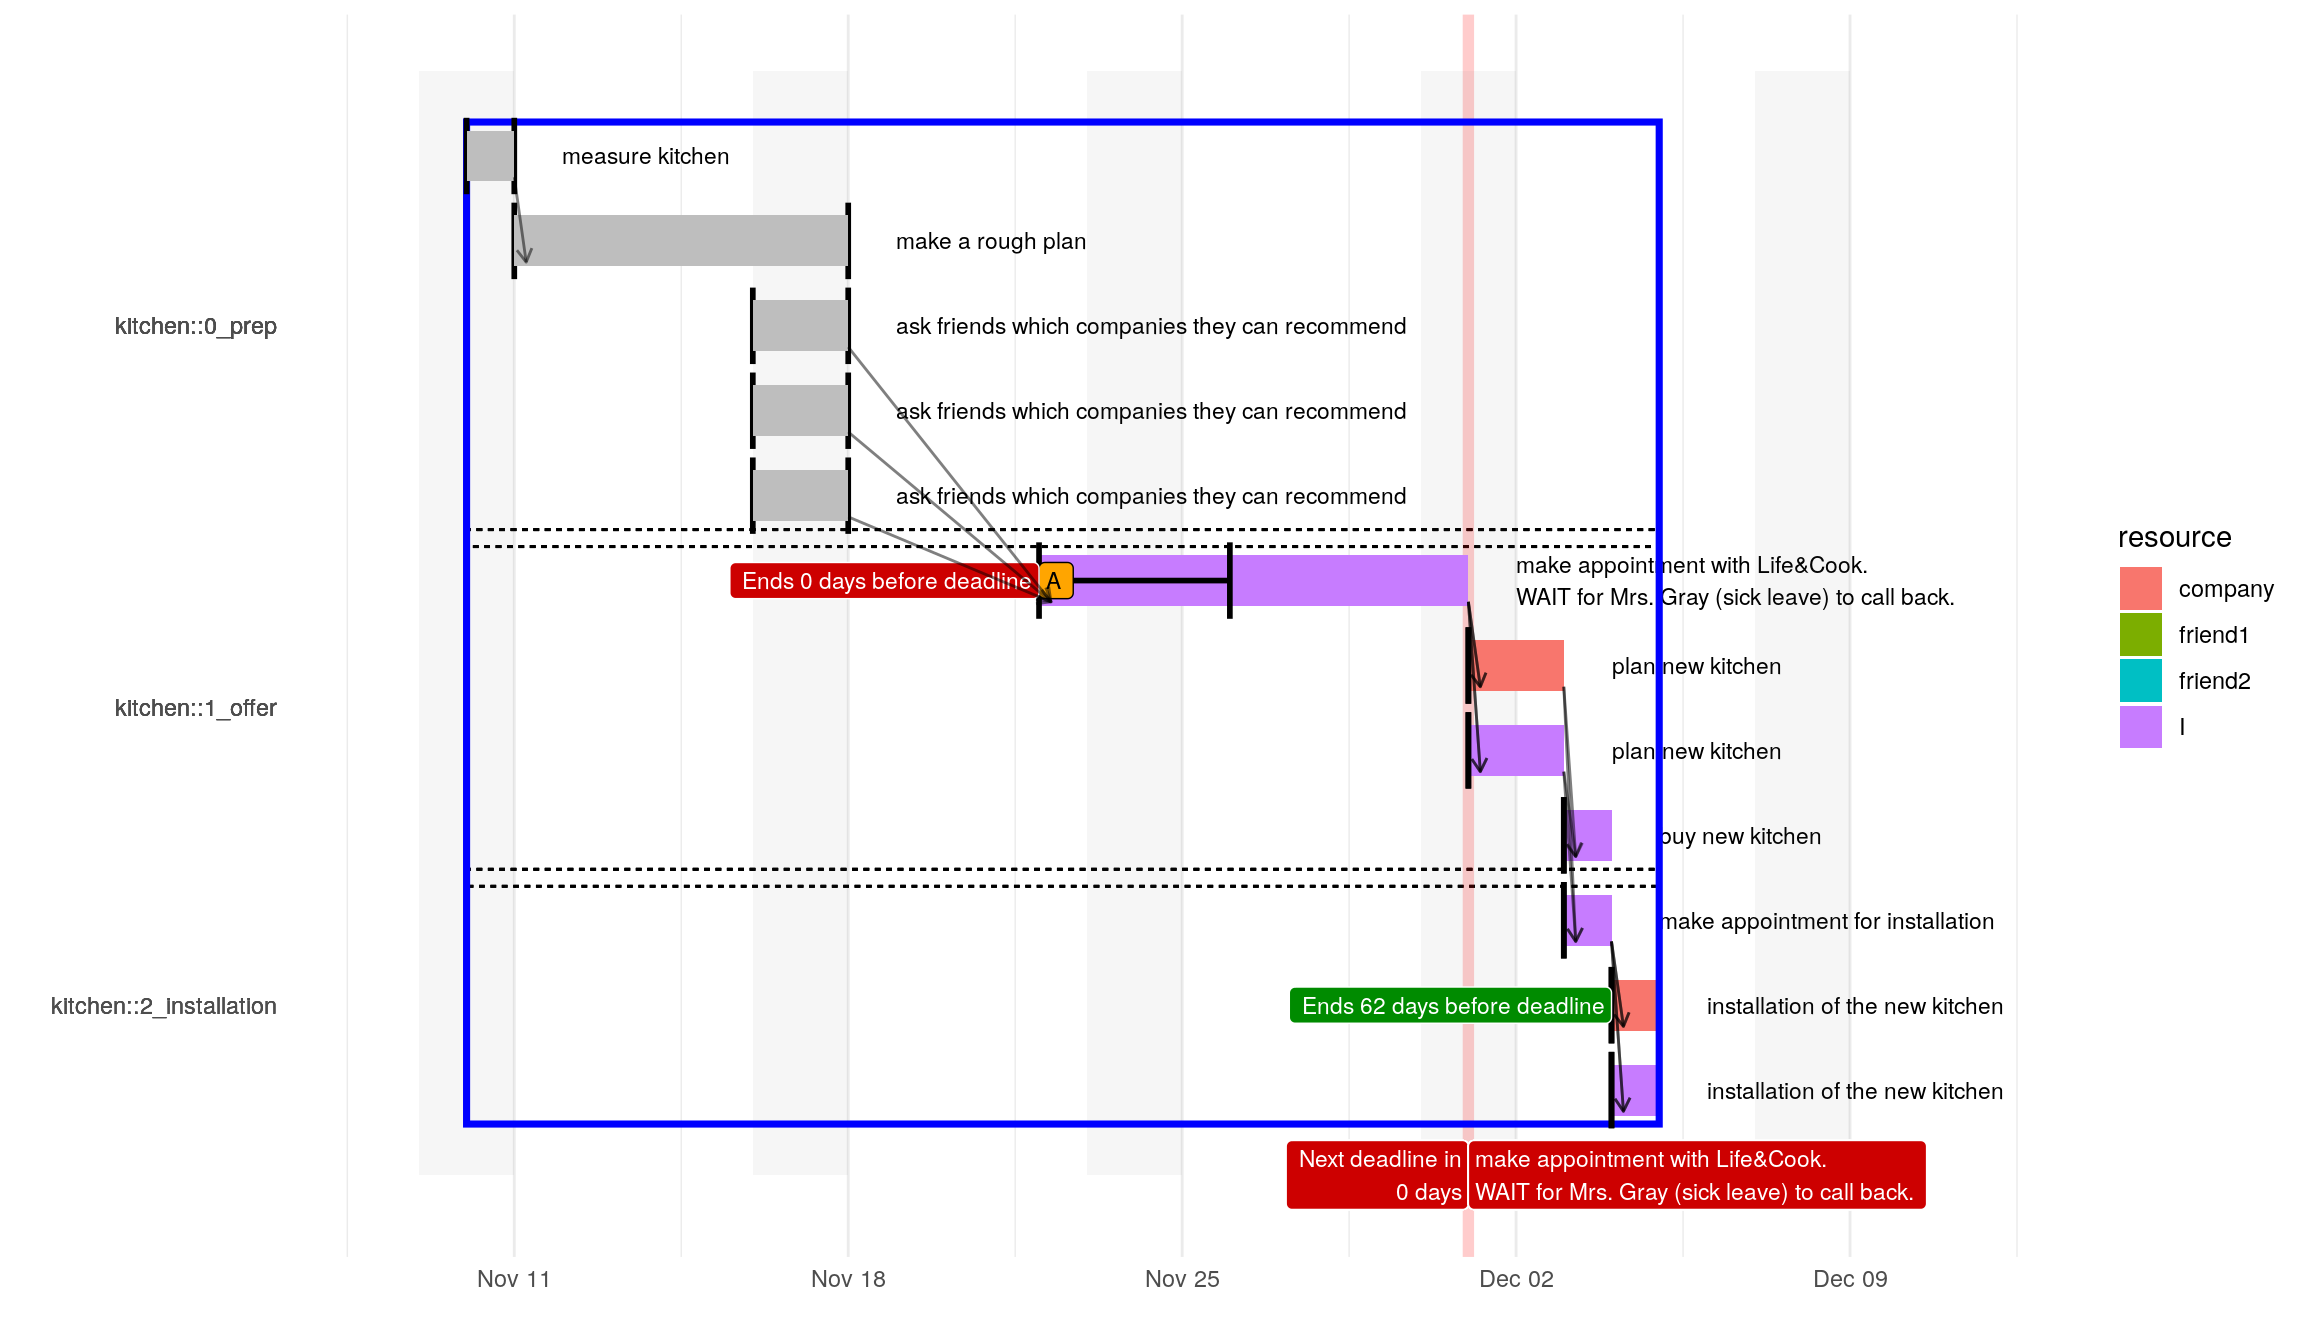 measure kitchen
make a rough plan
kitchen::0_prep
ask friends which companies they can recommend
ask friends which companies they can recommend
ask friends which companies they can recommend
make appointment with Life&Cook.
WAIT for Mrs. Gray (sick leave) to call back.
Ends 0 days before deadline
A
plan new kitchen
kitchen::1_offer
plan new kitchen
buy new kitchen
make appointment for installation
kitchen::2_installation
Ends 62 days before deadline
installation of the new kitchen
installation of the new kitchen
Next deadline in
0 days
make appointment with Life&Cook.
WAIT for Mrs. Gray (sick leave) to call back.
Nov 11
Nov 18
Nov 25
Dec 02
Dec 09
resource
company
friend1
friend2
I